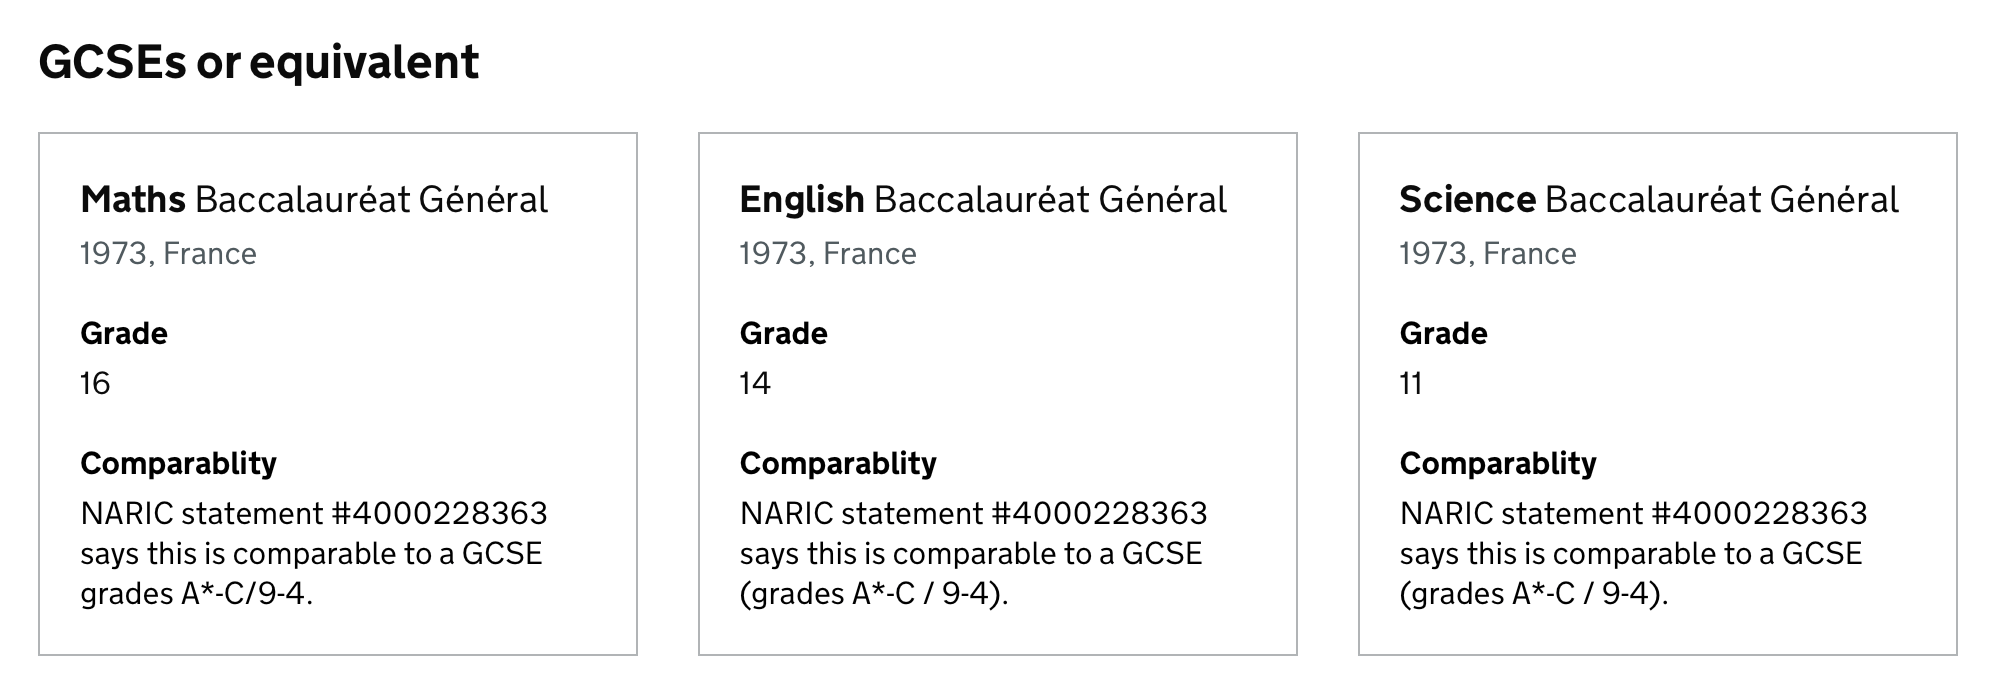 GCSEs or equivalent
Maths Baccalauréat Général
1973, France
Grade
16
Comparablity
NARIC statement #4000228363
says this is comparable to a GCSE
grades A*-C/9-4.
English Baccalauréat Général
1973, France
Grade
14
Comparablity
NARIC statement #4000228363
says this is comparable to a GCSE
(grades A*-C / 9-4).
Science Baccalauréat Général
1973, France
Grade
11
Comparablity
NARIC statement #4000228363
says this is comparable to a GCSE
(grades A*-C / 9-4).